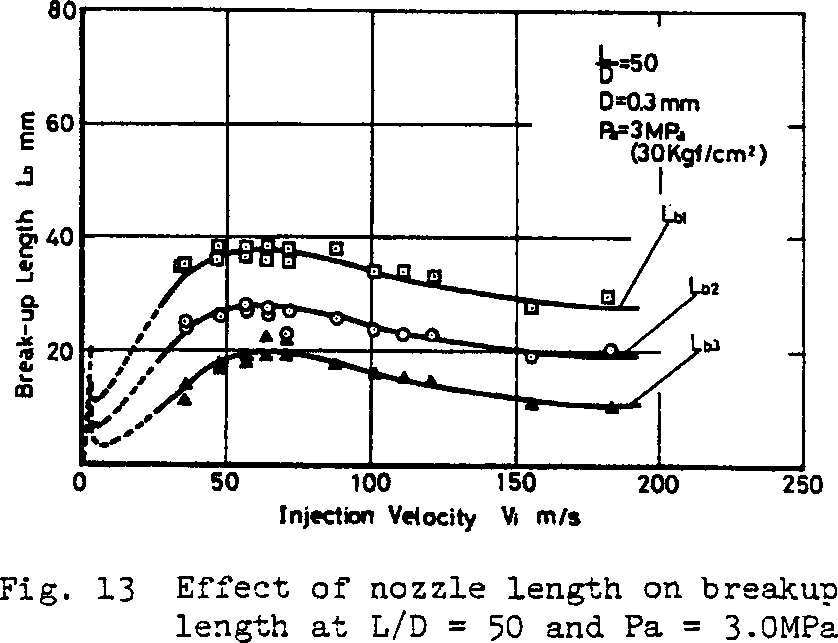 80
60
40
20
Break-up Length Lb mm
L/D=50
D=0.3mm
Pa=3MPa
(30Kgf/cm²)
Lb1
Lb2
Lb3
0 50 100 150 200 250
Injection Velocity Vi m/s
Fig. 13 Effect of nozzle length on breakup
length at L/D = 50 and Pa = 3.0MPa